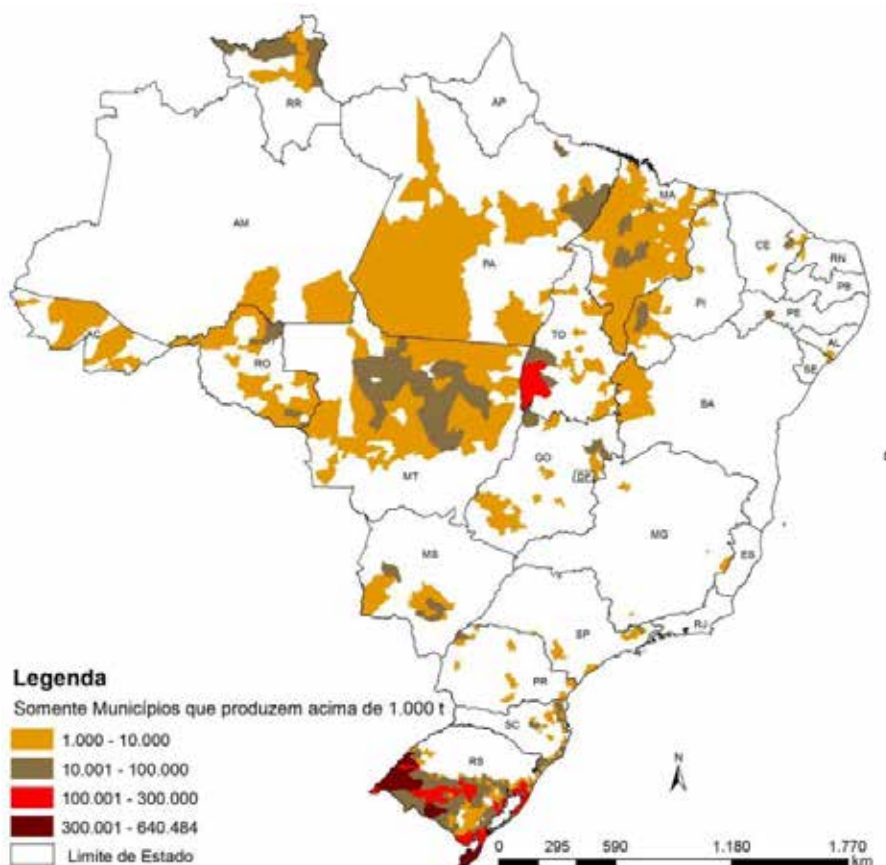 RR
AP
AM
PA
MA
CE
RN
PB
PI
PE
AL
SE
AC
RO
TO
BA
MT
GO
DF
MG
ES
MS
SP
RJ
PR
SC
RS
N
Legenda
Somente Municípios que produzem acima de 1.000 t
1.000 - 10.000
10.001 - 100.000
100.001 - 300.000
300.001 - 640.484
Limite de Estado
0 295 590 1.180 1.770
km